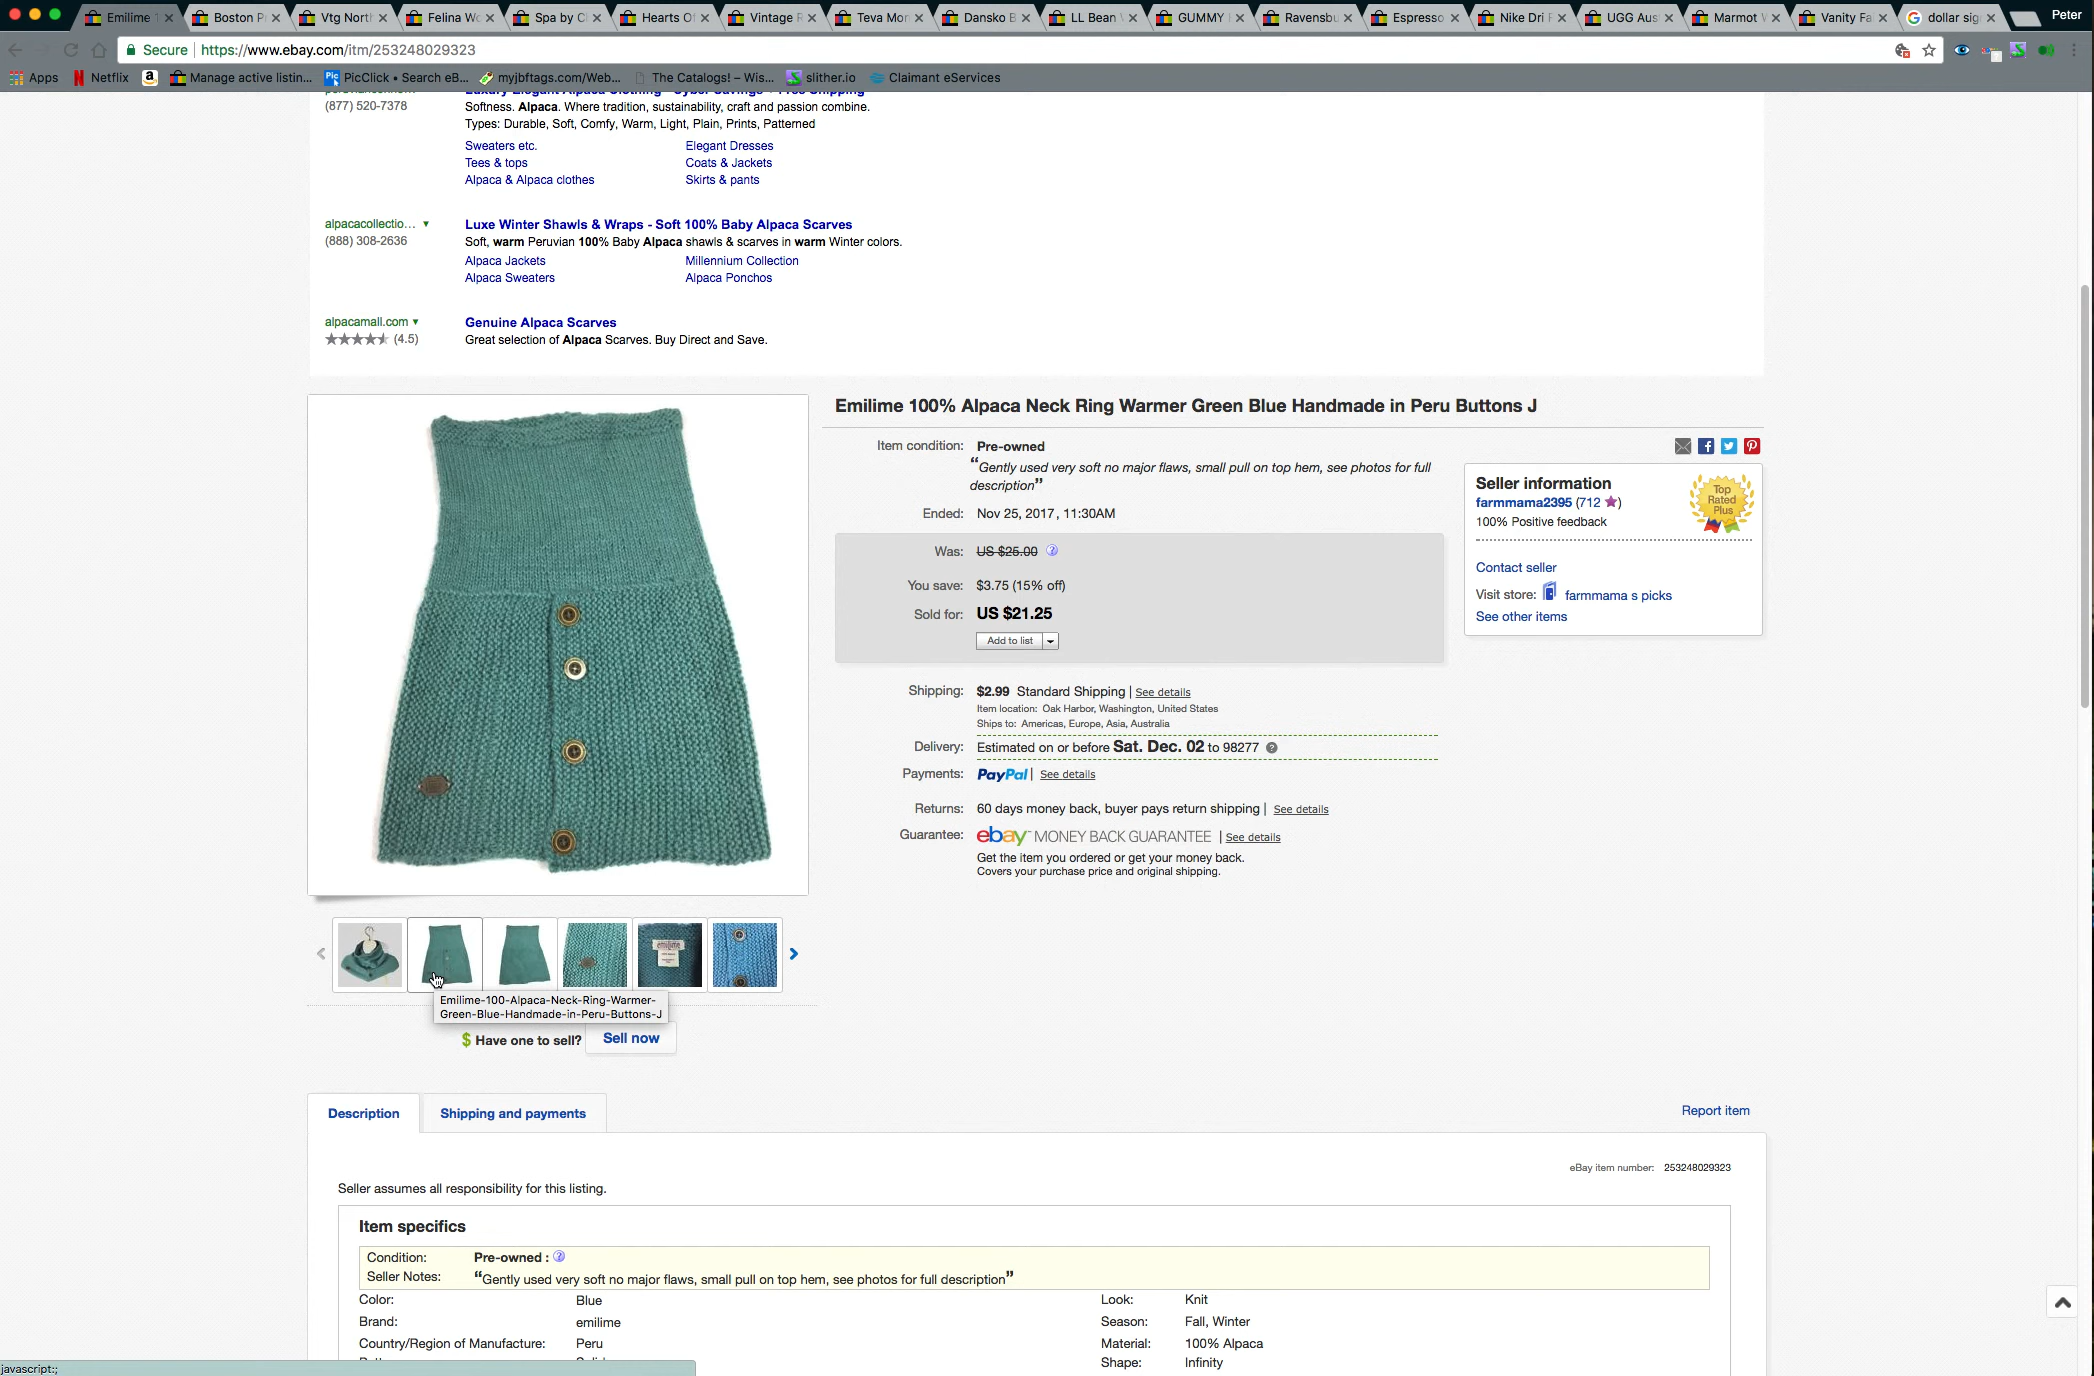 Emilime
Boston P
Vtg North
Felina Wo
Spa by C
Hearts Of
Vintage R
Teva Mor
Dansko B
LL Bean
GUMMY
Ravensbu
Espresso
Nike Dri F
UGG Aus
Marmot
Vanity Fa
dollar sig
Peter
Secure | https://www.ebay.com/itm/253248029323
Apps Netflix Manage active listin... PicClick • Search eB... myjbftags.com/Web... The Catalogs! – Wis... slither.io Claimant eServices
Luxury Elegant Alpaca Clothing - Cyber Savings - Free Shipping
(877) 520-7378
Softness. Alpaca. Where tradition, sustainability, craft and passion combine.
Types: Durable, Soft, Comfy, Warm, Light, Plain, Prints, Patterned
Sweaters etc. Elegant Dresses
Tees & tops Coats & Jackets
Alpaca & Alpaca clothes Skirts & pants
alpacacollectio...
(888) 308-2636
Luxe Winter Shawls & Wraps - Soft 100% Baby Alpaca Scarves
Soft, warm Peruvian 100% Baby Alpaca shawls & scarves in warm Winter colors.
Alpaca Jackets Millennium Collection
Alpaca Sweaters Alpaca Ponchos
alpacamall.com
(4.5)
Genuine Alpaca Scarves
Great selection of Alpaca Scarves. Buy Direct and Save.
Emilime 100% Alpaca Neck Ring Warmer Green Blue Handmade in Peru Buttons J
Item condition: Pre-owned
“Gently used very soft no major flaws, small pull on top hem, see photos for full
description”
Ended: Nov 25, 2017, 11:30AM
Was: US $25.00
You save: $3.75 (15% off)
Sold for: US $21.25
Add to list
Shipping: $2.99 Standard Shipping | See details
Item location: Oak Harbor, Washington, United States
Ships to: Americas, Europe, Asia, Australia
Delivery: Estimated on or before Sat. Dec. 02 to 98277
Payments: PayPal | See details
Returns: 60 days money back, buyer pays return shipping | See details
Guarantee: ebay MONEY BACK GUARANTEE | See details
Get the item you ordered or get your money back.
Covers your purchase price and original shipping.
Seller information
farmmama2395 (712 ★)
100% Positive feedback
Top
Rated
Plus
Contact seller
Visit store: farmmama s picks
See other items
emilime
Emilime-100-Alpaca-Neck-Ring-Warmer-
Green-Blue-Handmade-in-Peru-Buttons-J
$ Have one to sell? Sell now
Description
Shipping and payments
Report item
eBay item number: 253248029323
Seller assumes all responsibility for this listing.
Item specifics
Condition: Pre-owned :
Seller Notes: “Gently used very soft no major flaws, small pull on top hem, see photos for full description”
Color: Blue
Look: Knit
Brand: emilime
Season: Fall, Winter
Country/Region of Manufacture: Peru
Material: 100% Alpaca
Shape: Infinity
javascript:;